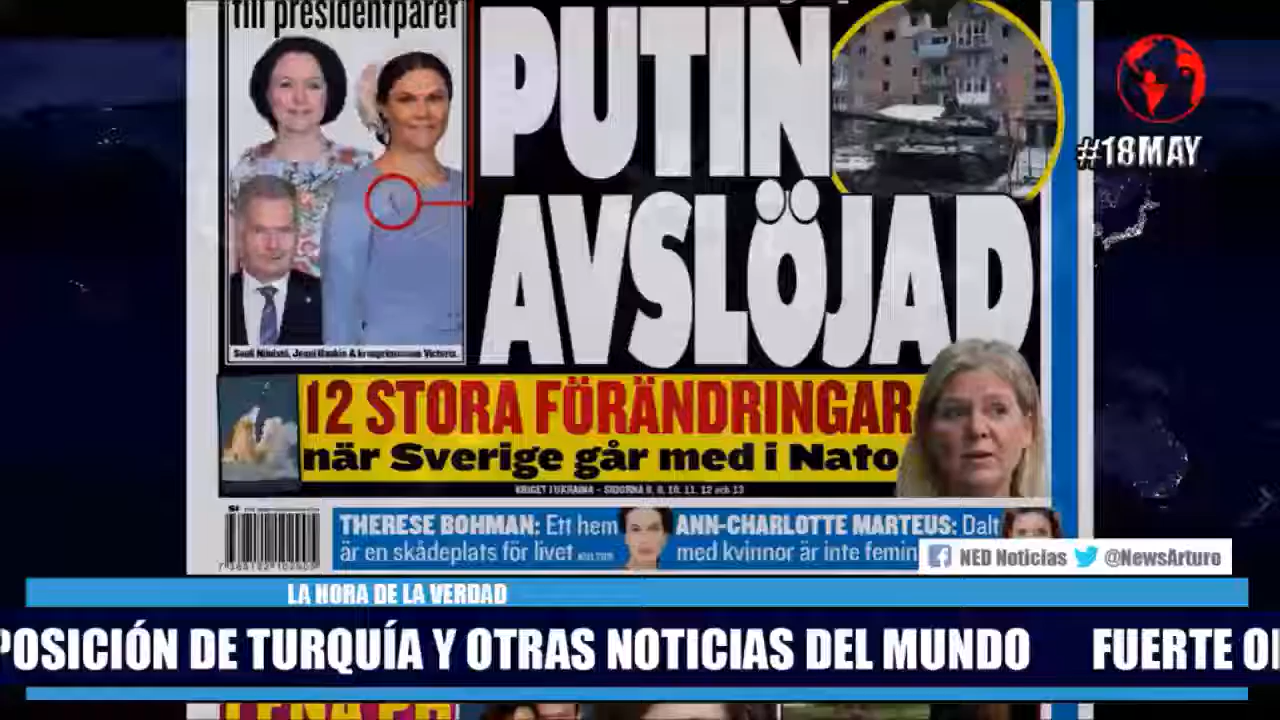 till presidentparet
PUTIN
AVSLÖJAD
#18MAY
Sauli Niinistö, Jenni Haukio & kronprinsessan Victoria.
12 STORA FÖRÄNDRINGAR
när Sverige går med i Nato
KRIGET I UKRAINA – SIDORNA 8, 9, 10, 11, 12 och 13
THERESE BOHMAN: Ett hem
är en skådeplats för livet KULTUR
ANN-CHARLOTTE MARTEUS: Dalt
med kvinnor är inte femin
NED Noticias @NewsArturo
LA HORA DE LA VERDAD
POSICIÓN DE TURQUÍA Y OTRAS NOTICIAS DEL MUNDO FUERTE O